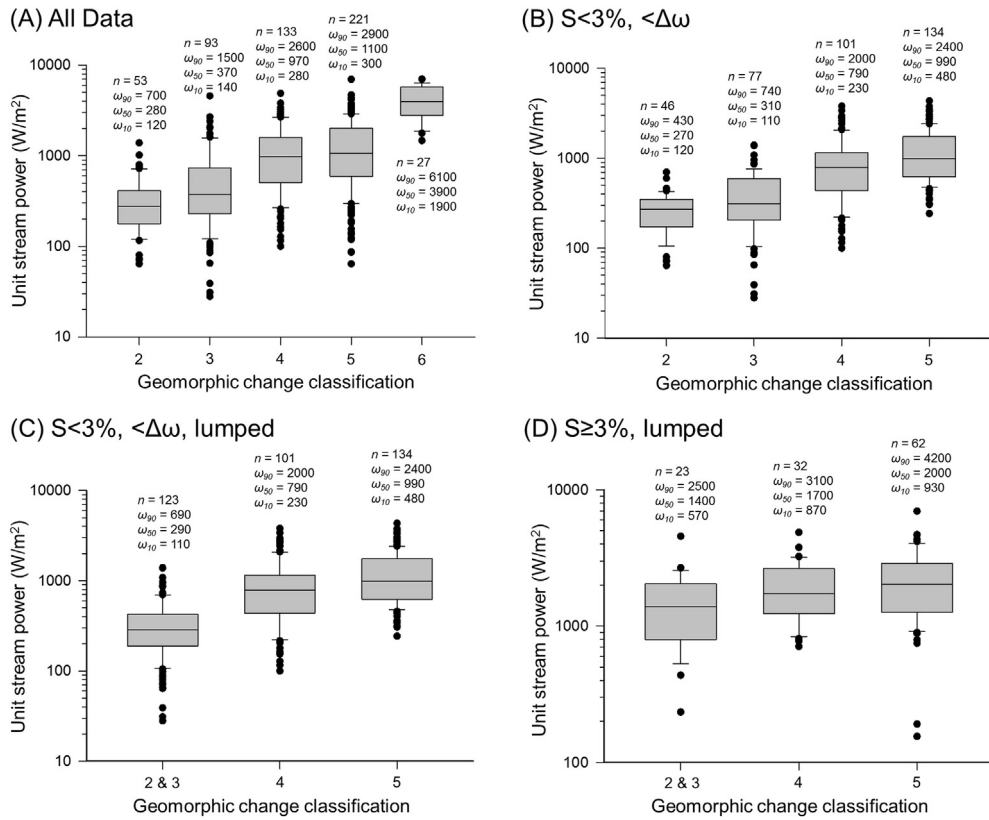 (A) All Data
n = 53
ω90 = 700
ω50 = 280
ω10 = 120
n = 93
ω90 = 1500
ω50 = 370
ω10 = 140
n = 133
ω90 = 2600
ω50 = 970
ω10 = 280
n = 221
ω90 = 2900
ω50 = 1100
ω10 = 300
n = 27
ω90 = 6100
ω50 = 3900
ω10 = 1900
Unit stream power (W/m²)
10000
1000
100
10
2 3 4 5 6
Geomorphic change classification
(B) S<3%, <Δω
n = 46
ω90 = 430
ω50 = 270
ω10 = 120
n = 77
ω90 = 740
ω50 = 310
ω10 = 110
n = 101
ω90 = 2000
ω50 = 790
ω10 = 230
n = 134
ω90 = 2400
ω50 = 990
ω10 = 480
Unit stream power (W/m²)
10000
1000
100
10
2 3 4 5
Geomorphic change classification
(C) S<3%, <Δω, lumped
n = 123
ω90 = 690
ω50 = 290
ω10 = 110
n = 101
ω90 = 2000
ω50 = 790
ω10 = 230
n = 134
ω90 = 2400
ω50 = 990
ω10 = 480
Unit stream power (W/m²)
10000
1000
100
10
2 & 3 4 5
Geomorphic change classification
(D) S≥3%, lumped
n = 23
ω90 = 2500
ω50 = 1400
ω10 = 570
n = 32
ω90 = 3100
ω50 = 1700
ω10 = 870
n = 62
ω90 = 4200
ω50 = 2000
ω10 = 930
Unit stream power (W/m²)
10000
1000
100
2 & 3 4 5
Geomorphic change classification